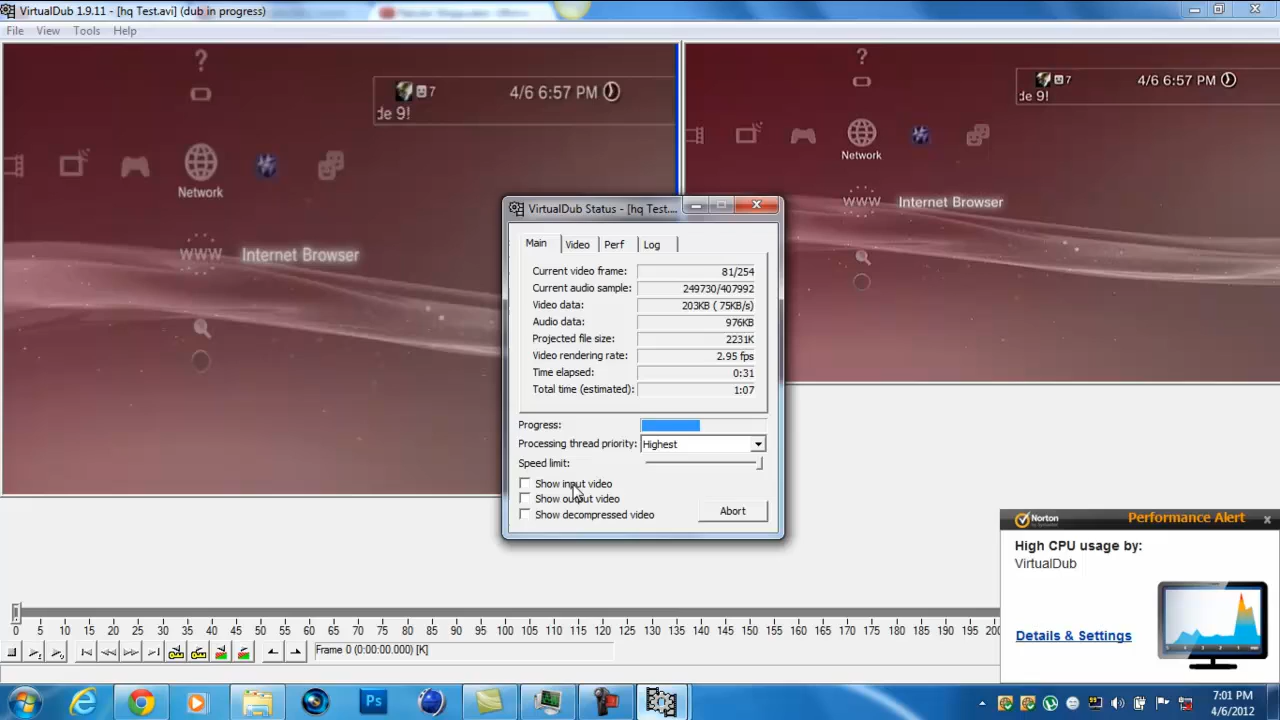 VirtualDub 1.9.11 - [hq Test.avi] (dub in progress)
File View Tools Help
?
7
4/6 6:57 PM
de 9!
Network
www
Internet Browser
?
7
4/6 6:57 PM
de 9!
Network
www
Internet Browser
VirtualDub Status - [hq Test....
Main Video Perf Log
Current video frame: 81/254
Current audio sample: 249730/407992
Video data: 203KB ( 75KB/s)
Audio data: 976KB
Projected file size: 2231K
Video rendering rate: 2.95 fps
Time elapsed: 0:31
Total time (estimated): 1:07
Progress:
Processing thread priority: Highest
Speed limit:
Show input video
Show output video
Show decompressed video
Abort
Norton
by Symantec
Performance Alert
High CPU usage by:
VirtualDub
Details & Settings
0 5 10 15 20 25 30 35 40 45 50 55 60 65 70 75 80 85 90 95 100 105 110 115 120 125 130 135 140 145 150 155 160 165 170 175 180 185 190 195 200
Frame 0 (0:00:00.000) [K]
Ps
7:01 PM
4/6/2012